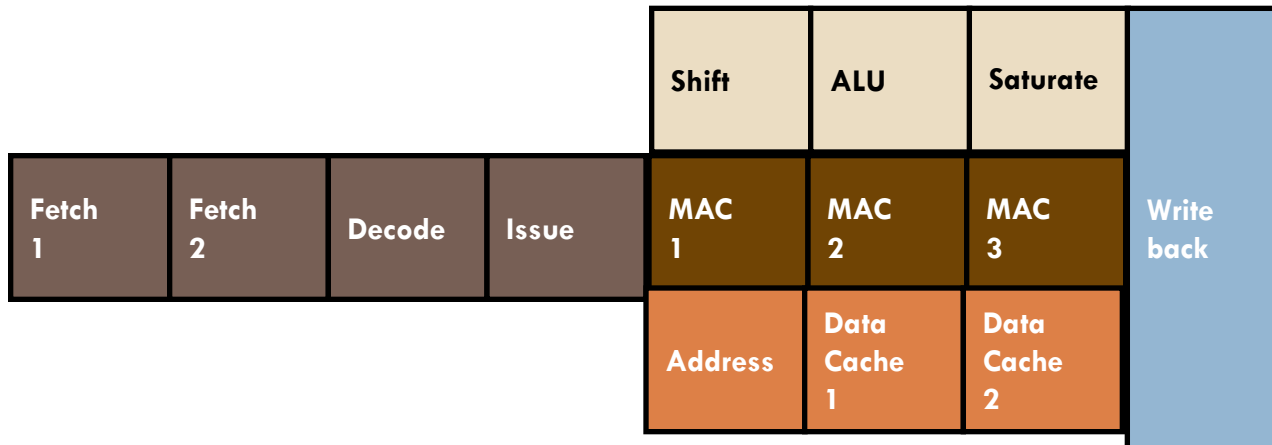 Shift
ALU
Saturate
Fetch
1
Fetch
2
Decode
Issue
MAC
1
MAC
2
MAC
3
Write
back
Address
Data
Cache
1
Data
Cache
2